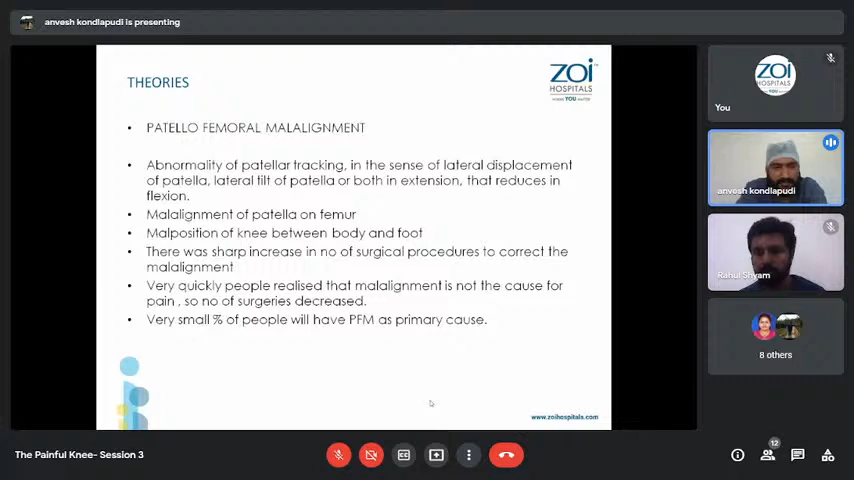 anvesh kondlapudi is presenting
THEORIES
ZOI
HOSPITALS
WHERE YOU MATTER
• PATELLO FEMORAL MALALIGNMENT
• Abnormality of patellar tracking, in the sense of lateral displacement
of patella, lateral tilt of patella or both in extension, that reduces in
flexion.
• Malalignment of patella on femur
• Malposition of knee between body and foot
• There was sharp increase in no of surgical procedures to correct the
malalignment
• Very quickly people realised that malalignment is not the cause for
pain , so no of surgeries decreased.
• Very small % of people will have PFM as primary cause.
www.zoihospitals.com
ZOI
HOSPITALS
You
anvesh kondlapudi
Rahul Shyam
8 others
The Painful Knee- Session 3
CC
12